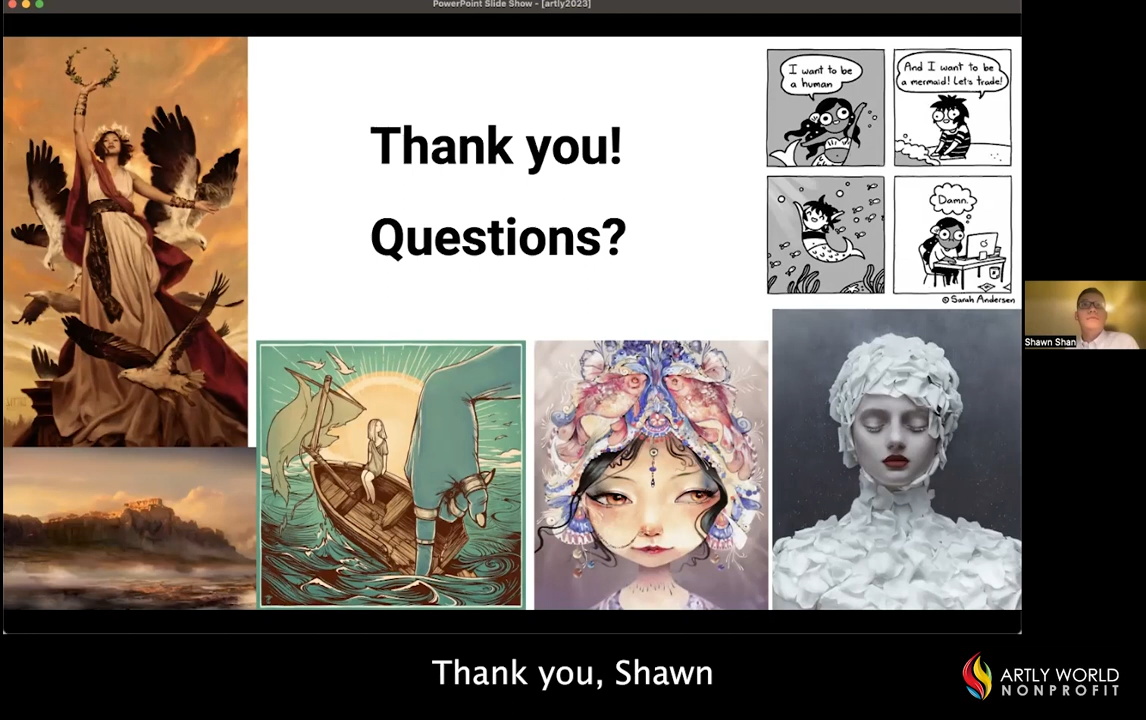 PowerPoint Slide Show - [artly2023]
Thank you!
Questions?
I want to be
a human
And I want to be
a mermaid! Let's trade!
Damn.
© Sarah Andersen
Shawn Shan
Thank you, Shawn
ARTLY WORLD
NONPROFIT